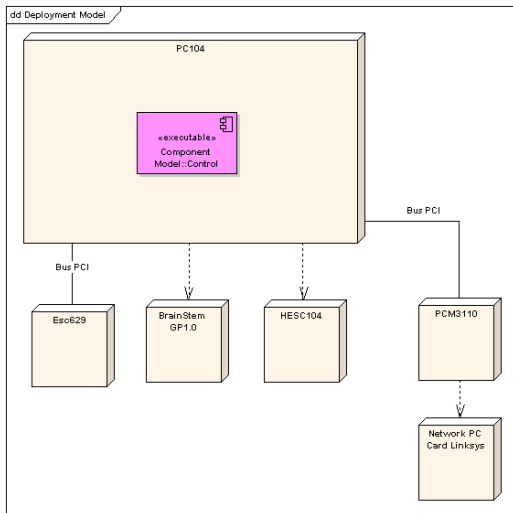 dd Deployment Model
PC104
«executable»
Component
Model::Control
Bus PCI
Bus PCI
Esc629
BrainStem
GP1.0
HESC104
PCM3110
Network PC
Card Linksys